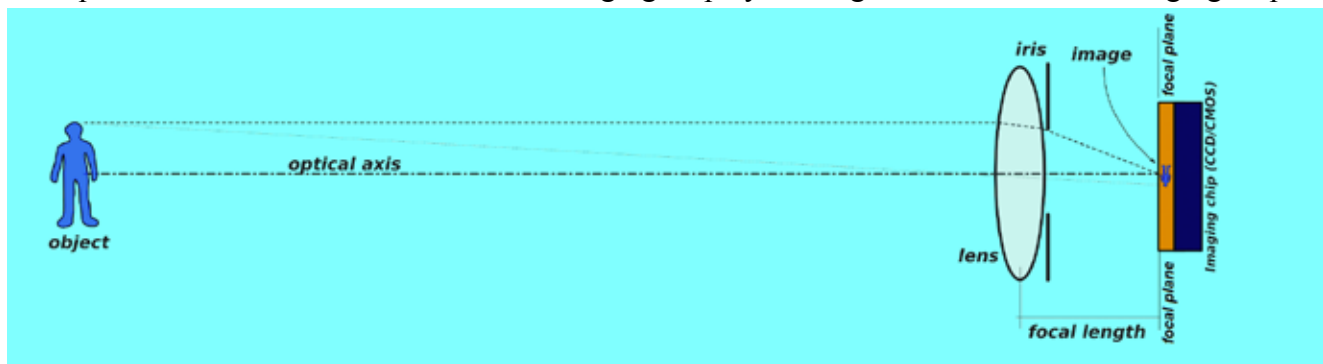 iris
image
focal plane
Imaging chip (CCD/CMOS)
optical axis
object
lens
focal plane
focal length